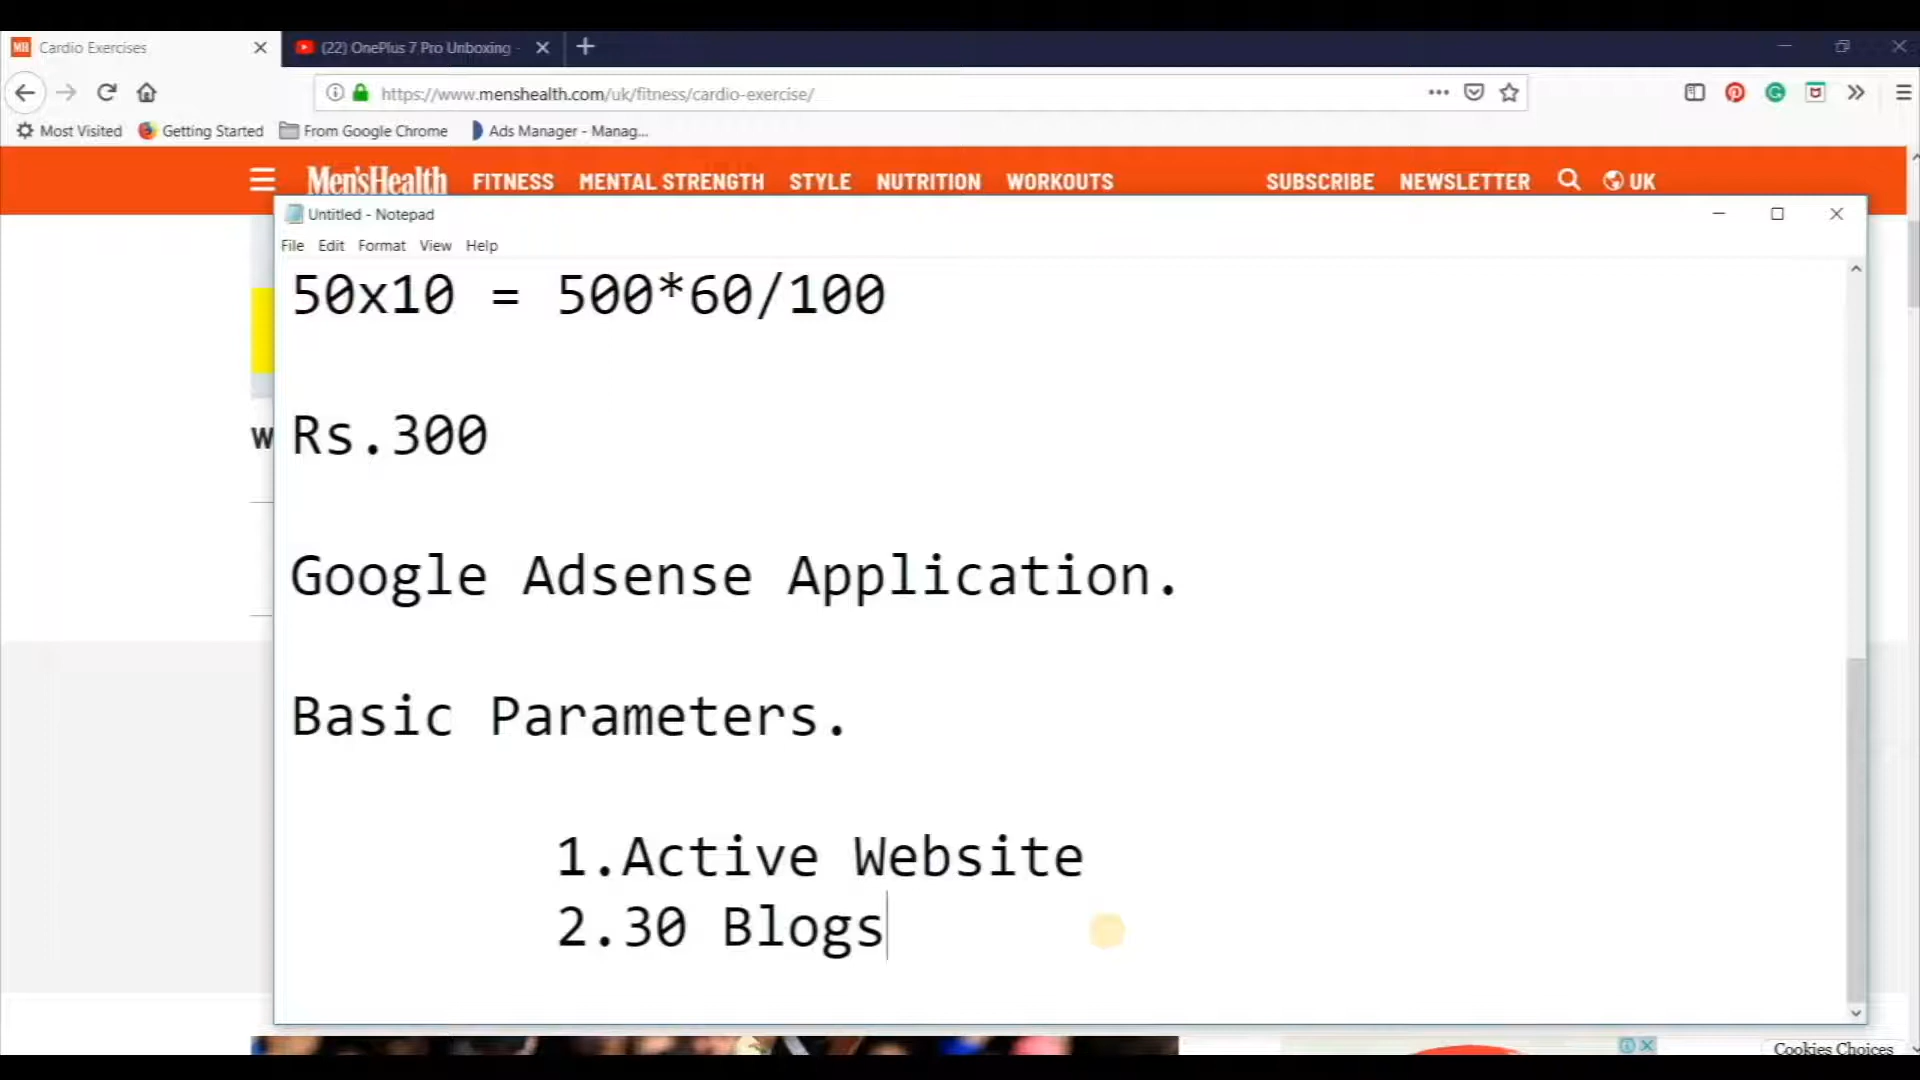 Cardio Exercises
(22) OnePlus 7 Pro Unboxing -
https://www.menshealth.com/uk/fitness/cardio-exercise/
Most Visited
Getting Started
From Google Chrome
Ads Manager - Manag...
Men'sHealth FITNESS MENTAL STRENGTH STYLE NUTRITION WORKOUTS SUBSCRIBE NEWSLETTER UK
Untitled - Notepad
File Edit Format View Help
50x10 = 500*60/100
W
Rs.300
Google Adsense Application.
Basic Parameters.
1.Active Website
2.30 Blogs
Cookies Choices